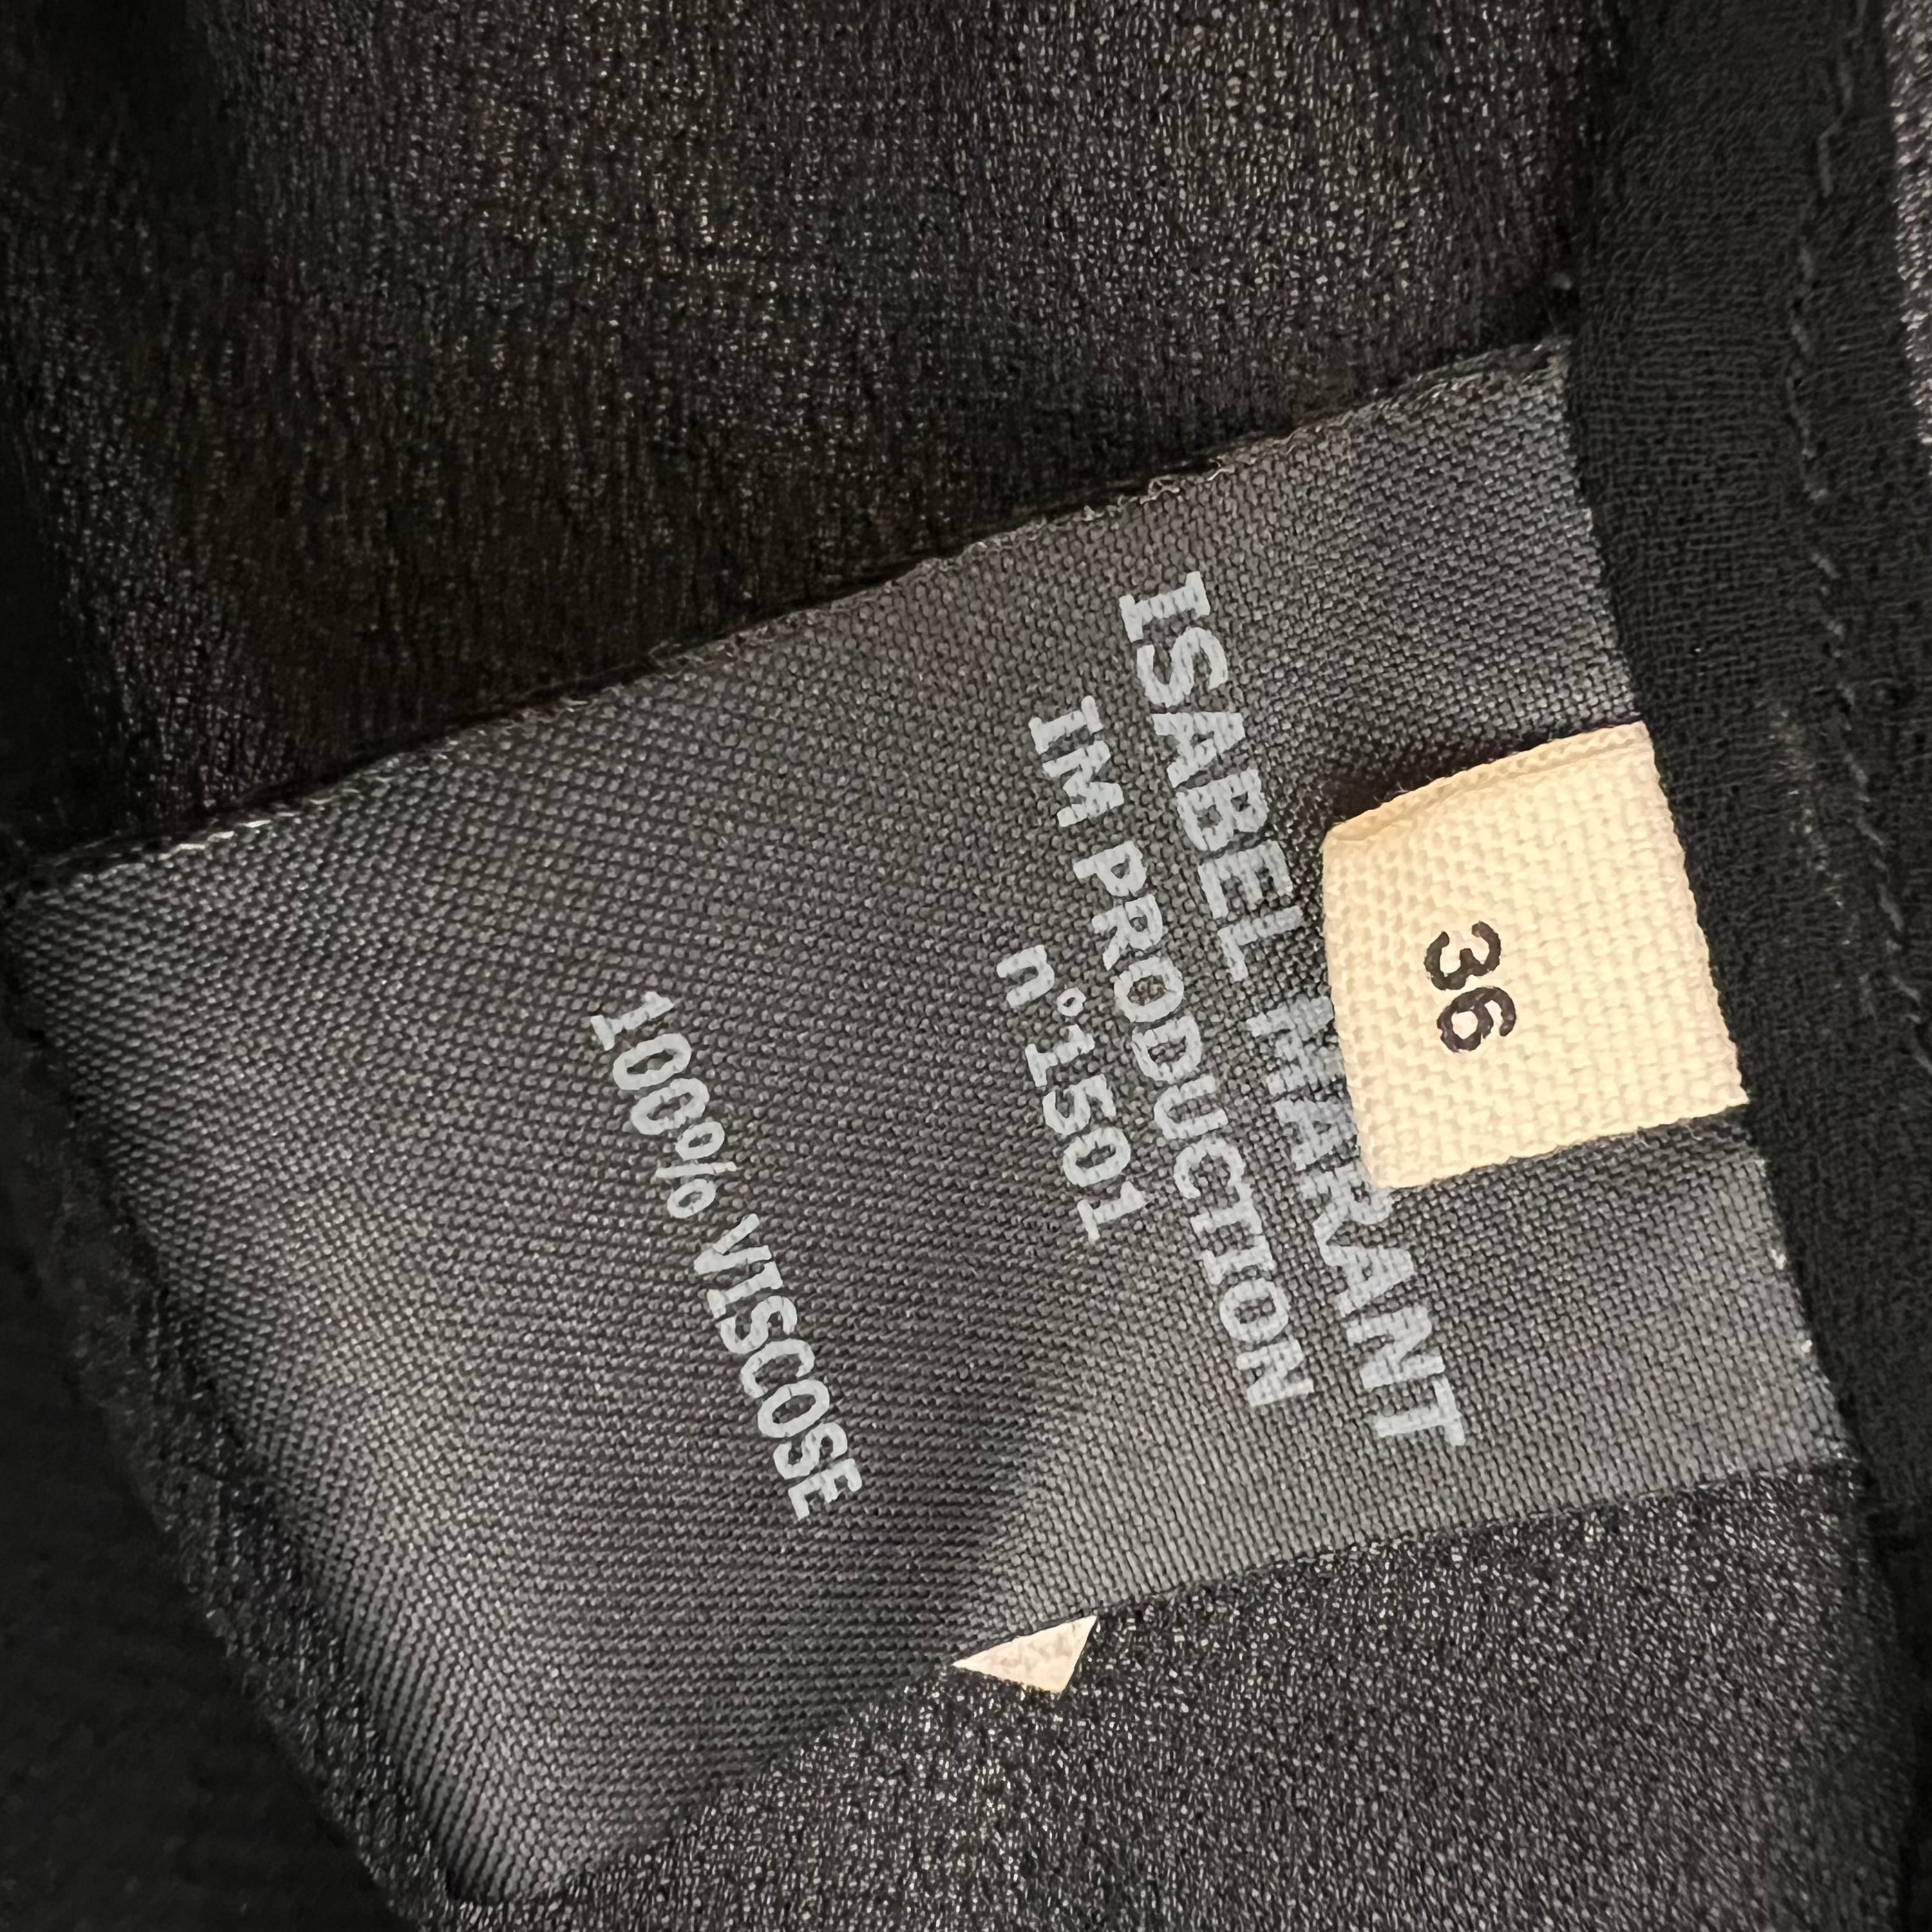 36
ISABEL MARANT
IM PRODUCTION
n°1501
100% VISCOSE